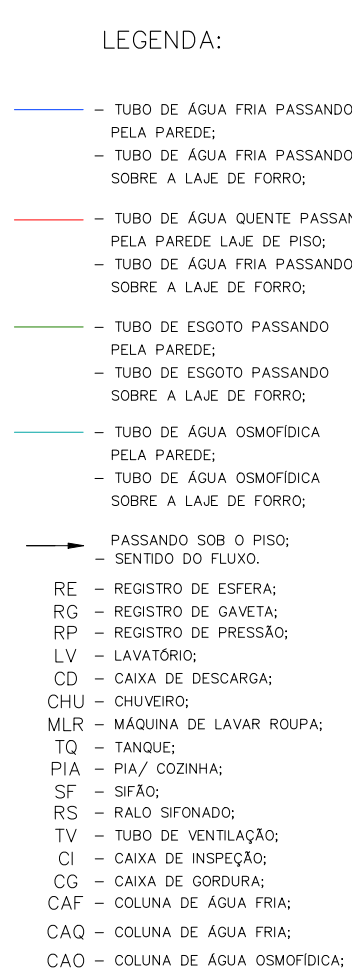 LEGENDA:
– TUBO DE ÁGUA FRIA PASSANDO
PELA PAREDE;
– TUBO DE ÁGUA FRIA PASSANDO
SOBRE A LAJE DE FORRO;
– TUBO DE ÁGUA QUENTE PASSAN
PELA PAREDE LAJE DE PISO;
– TUBO DE ÁGUA FRIA PASSANDO
SOBRE A LAJE DE FORRO;
– TUBO DE ESGOTO PASSANDO
PELA PAREDE;
– TUBO DE ESGOTO PASSANDO
SOBRE A LAJE DE FORRO;
– TUBO DE ÁGUA OSMOFÍDICA
PELA PAREDE;
– TUBO DE ÁGUA OSMOFÍDICA
SOBRE A LAJE DE FORRO;
PASSANDO SOB O PISO;
– SENTIDO DO FLUXO.
RE – REGISTRO DE ESFERA;
RG – REGISTRO DE GAVETA;
RP – REGISTRO DE PRESSÃO;
LV – LAVATÓRIO;
CD – CAIXA DE DESCARGA;
CHU – CHUVEIRO;
MLR – MÁQUINA DE LAVAR ROUPA;
TQ – TANQUE;
PIA – PIA/ COZINHA;
SF – SIFÃO;
RS – RALO SIFONADO;
TV – TUBO DE VENTILAÇÃO;
CI – CAIXA DE INSPEÇÃO;
CG – CAIXA DE GORDURA;
CAF – COLUNA DE ÁGUA FRIA;
CAQ – COLUNA DE ÁGUA FRIA;
CAO – COLUNA DE ÁGUA OSMOFÍDICA;